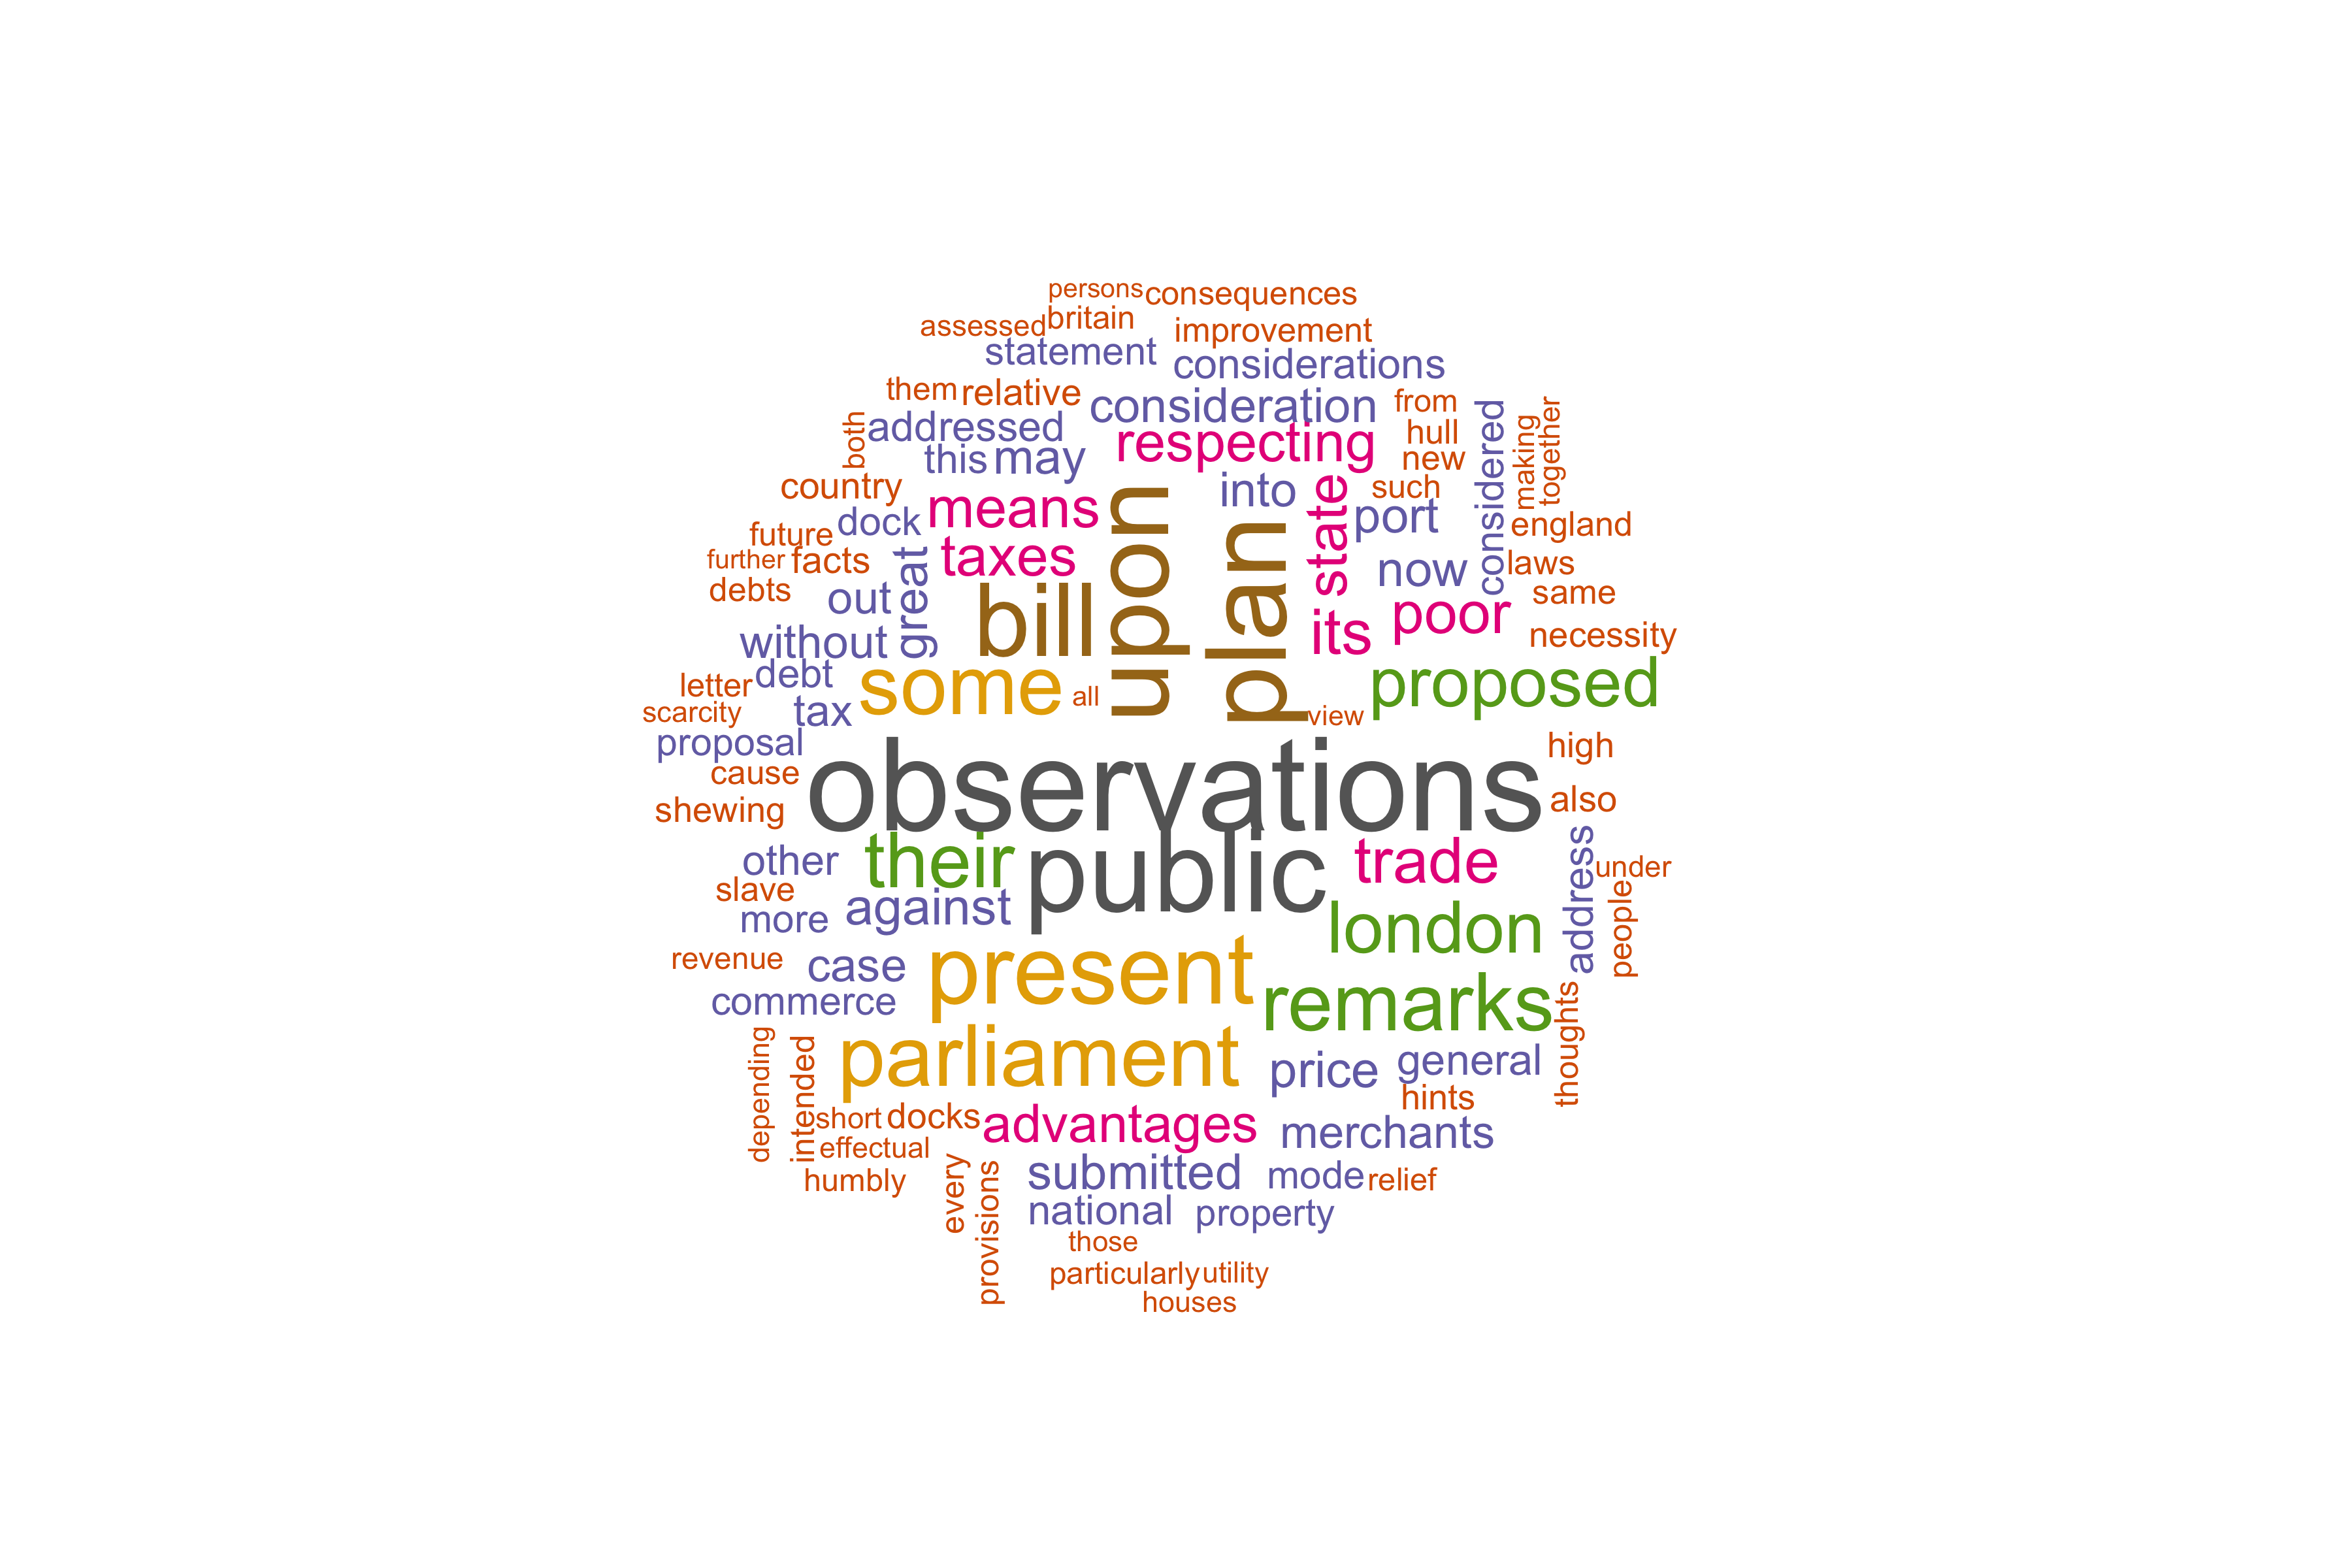 persons consequences
assessed britain improvement
statement considerations
them relative consideration from
both addressed respecting hull
this may new
considered making together
country means into such
upon plan state port
future dock england
further facts taxes now laws
debts out great bill its poor same
without necessity
letter debt some all proposed
scarcity tax view
proposal observations high
cause
shewing also
other their public trade address under
slave people
more against london
revenue case present
commerce remarks thoughts
depending intended parliament price general
short docks advantages hints
effectual merchants
humbly every provisions submitted mode relief
national property
those
particularly utility
houses